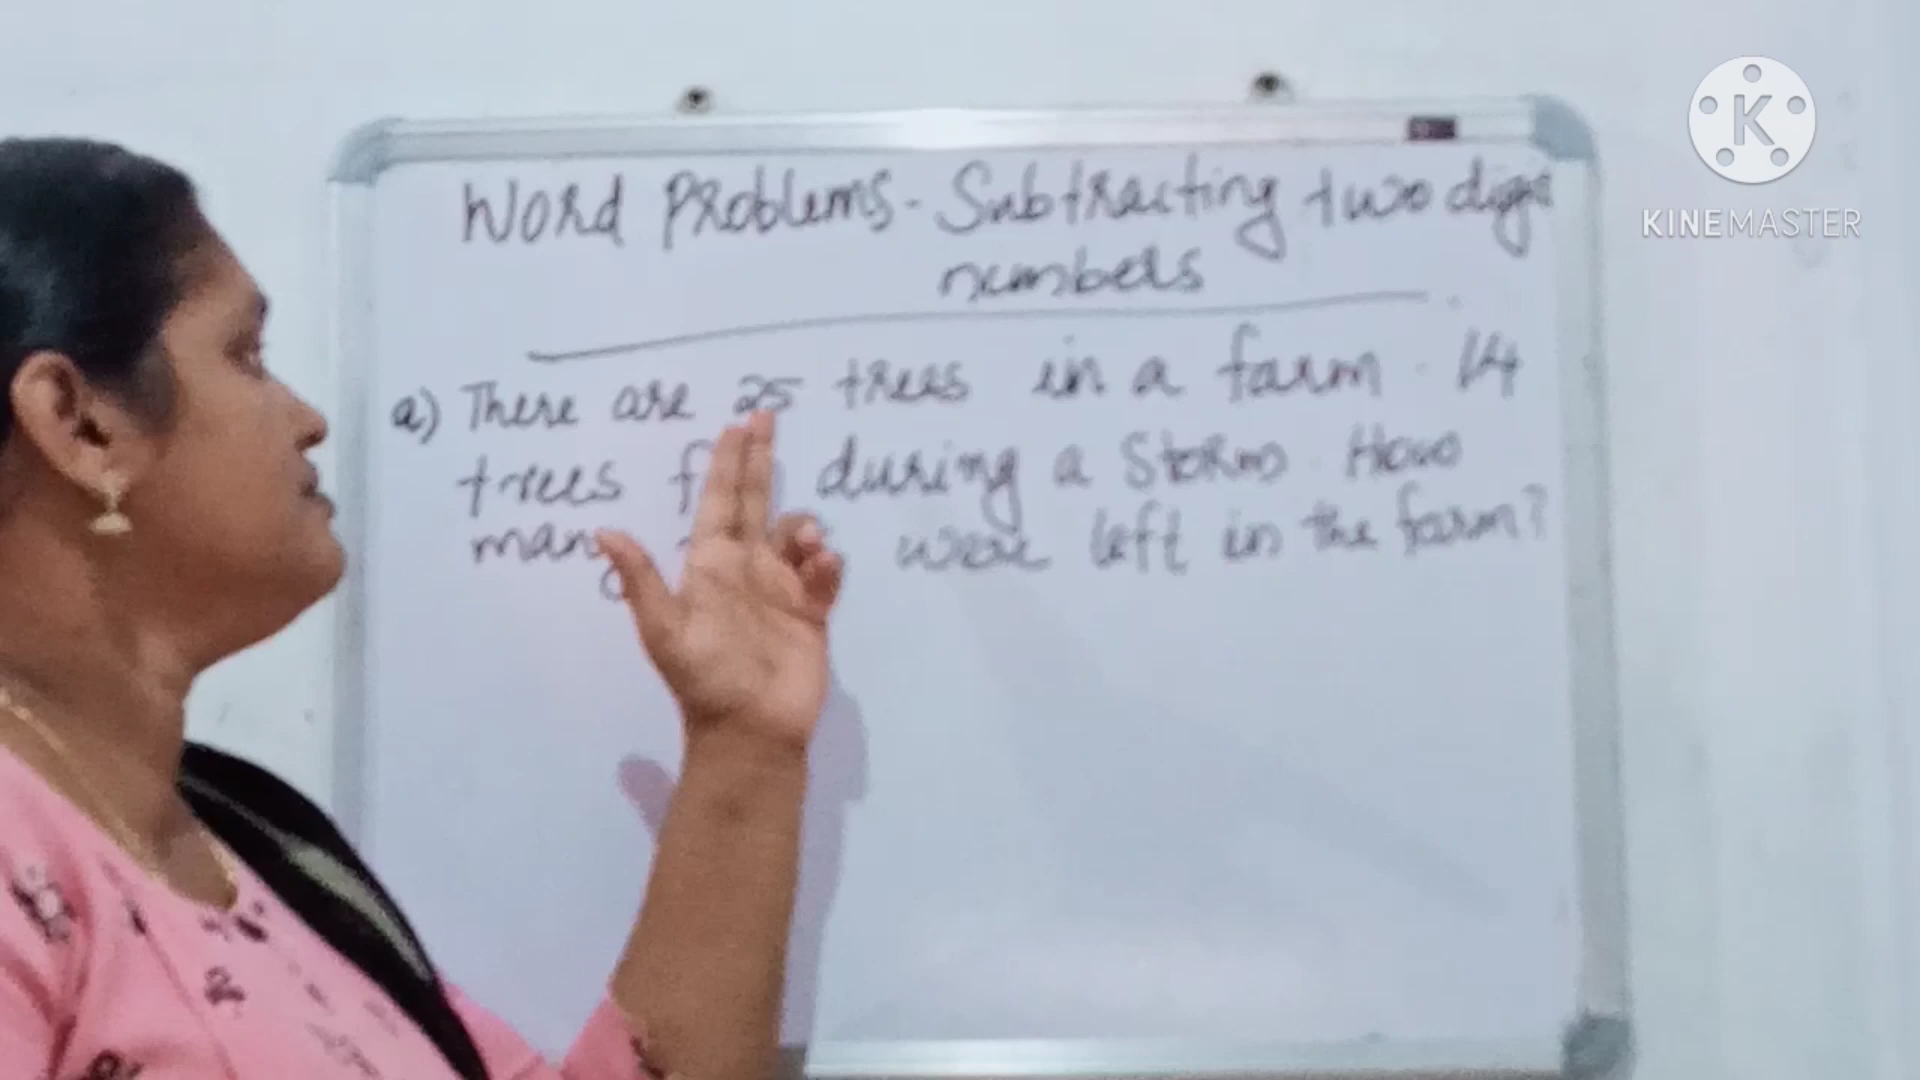 Word Problems - Subtracting two digit
numbers
a) There are 25 trees in a farm. 14
trees during a storm. How
many were left in the farm?
K
KINEMASTER